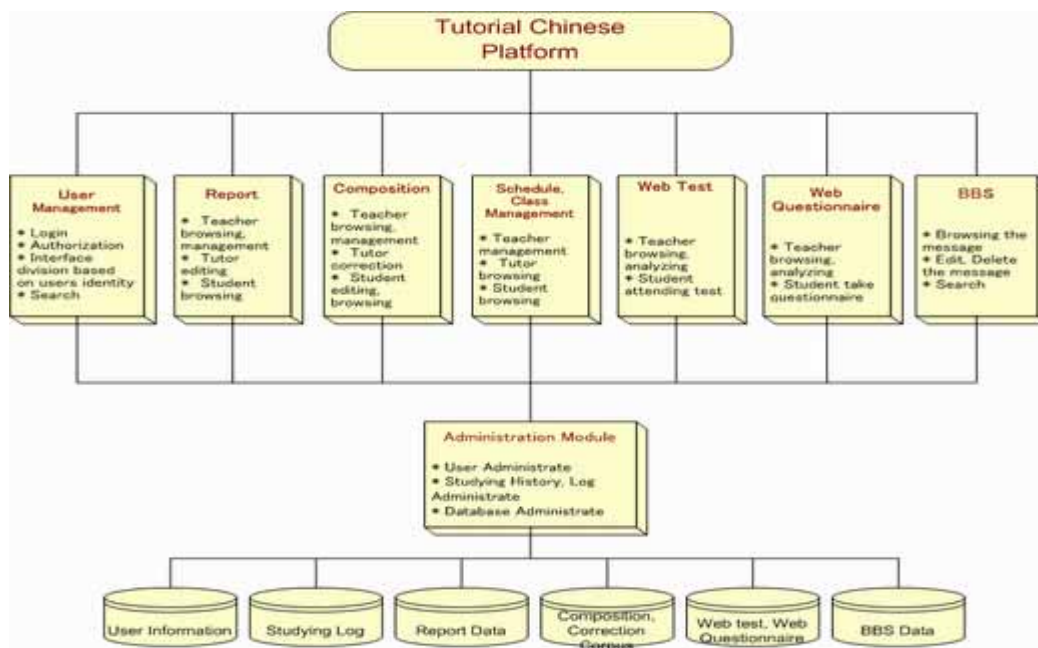 Tutorial Chinese
Platform
User
Management
* Login
* Authorization
* Interface
division based
on users identity
* Search
Report
* Teacher
browsing,
management
* Tutor
editing
* Student
browsing
Composition
* Teacher
browsing,
management
* Tutor
correction
* Student
editing,
browsing
Schedule,
Class
Management
* Teacher
management
* Tutor
browsing
* Student
browsing
Web Test
* Teacher
browsing,
analyzing
* Student
attending test
Web
Questionnaire
* Teacher
browsing,
analyzing
* Student take
questionnaire
BBS
* Browsing the
message
* Edit, Delete
the message
* Search
Administration Module
* User Administrate
* Studying History, Log
Administrate
* Database Administrate
User Information
Studying Log
Report Data
Composition,
Correction
Corpus
Web test, Web
Questionnaire
BBS Data